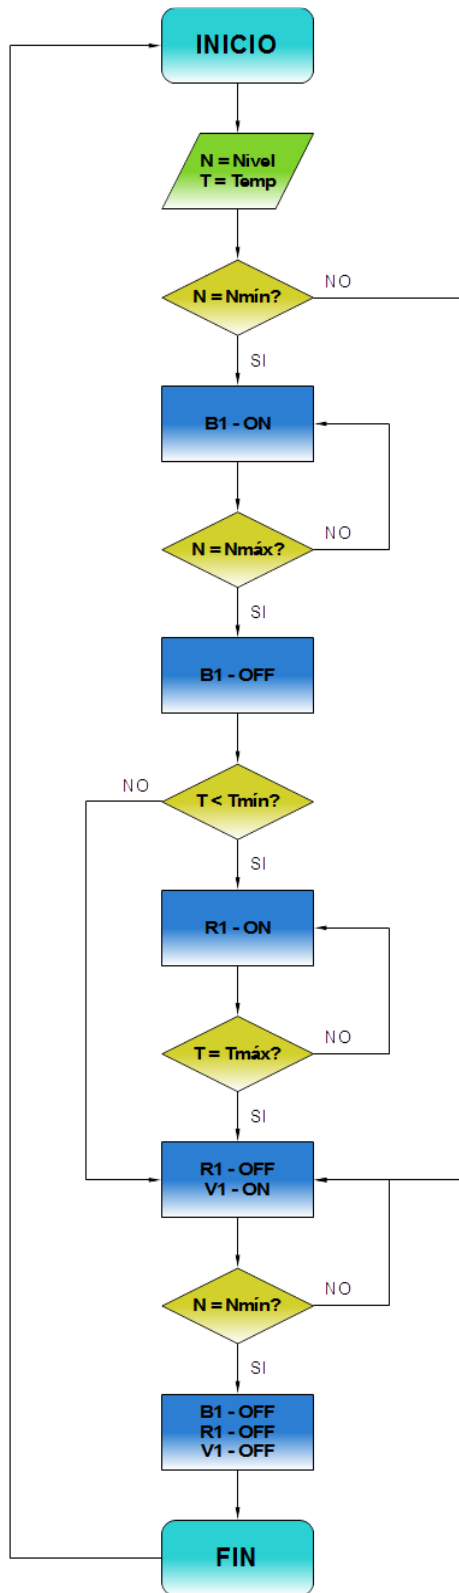 INICIO
N = Nivel
T = Temp
N = Nmín?
NO
SI
B1 - ON
N = Nmáx?
NO
SI
B1 - OFF
NO
T < Tmín?
SI
R1 - ON
T = Tmáx?
NO
SI
R1 - OFF
V1 - ON
N = Nmín?
NO
SI
B1 - OFF
R1 - OFF
V1 - OFF
FIN